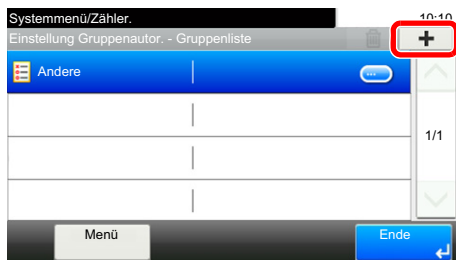 Systemmenü/Zähler.
10:10
Einstellung Gruppenautor. - Gruppenliste
Andere
1/1
Menü
Ende